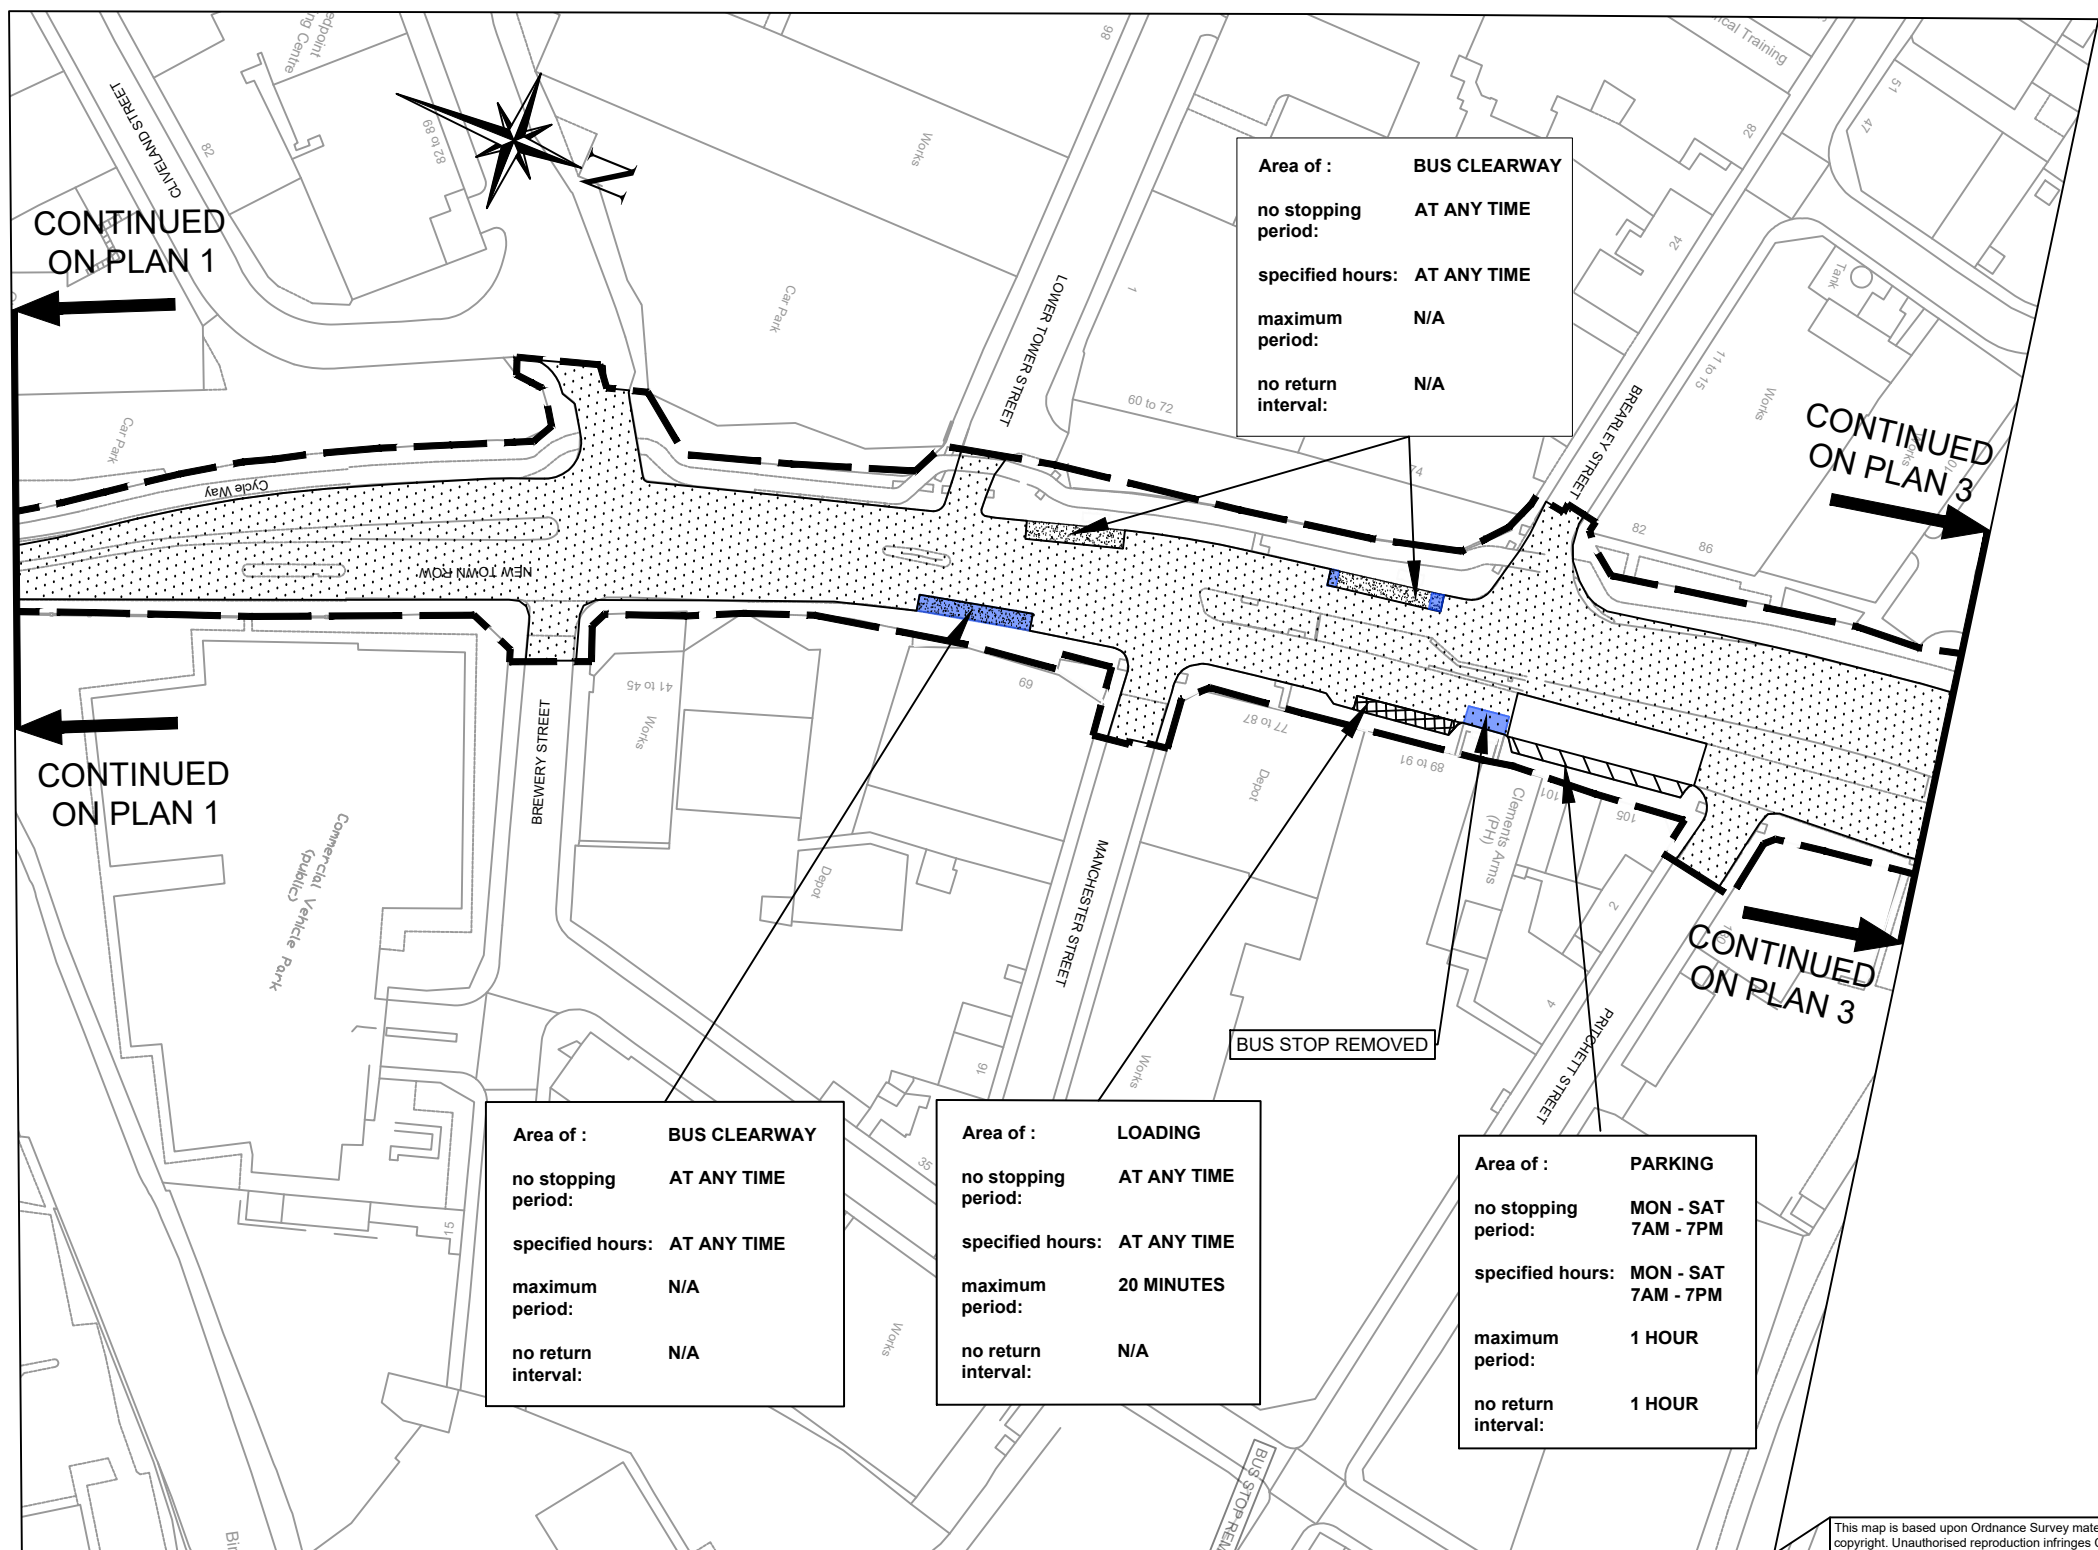 CLIVELAND STREET
82
82 to 89
Centre
N
CONTINUED
ON PLAN 1
CONTINUED
ON PLAN 1
Car Park
Cycle Way
NEW TOWN ROW
Works
Car Park
86
1
LOWER TOWER STREET
60 to 72
74
Area of : BUS CLEARWAY
no stopping period: AT ANY TIME
specified hours: AT ANY TIME
maximum period: N/A
no return interval: N/A
Training
28
24
51
47
Tank
11 to 15
Works
BREARLEY STREET
82
86
CONTINUED
ON PLAN 3
Works
CONTINUED
ON PLAN 3
Commercial Vehicle Park
(public)
BREWERY STREET
41 to 45
Works
69
Depot
MANCHESTER STREET
77 to 87
Depot
89 to 91
Clements Arms
(PH)
101
105
2
4
PRITCHETT STREET
BUS STOP REMOVED
16
Works
35
15
Works
Area of : BUS CLEARWAY
no stopping period: AT ANY TIME
specified hours: AT ANY TIME
maximum period: N/A
no return interval: N/A
Area of : LOADING
no stopping period: AT ANY TIME
specified hours: AT ANY TIME
maximum period: 20 MINUTES
no return interval: N/A
Area of : PARKING
no stopping period: MON - SAT 7AM - 7PM
specified hours: MON - SAT 7AM - 7PM
maximum period: 1 HOUR
no return interval: 1 HOUR
BUS STOP REM
This map is based upon Ordnance Survey mate
copyright. Unauthorised reproduction infringes